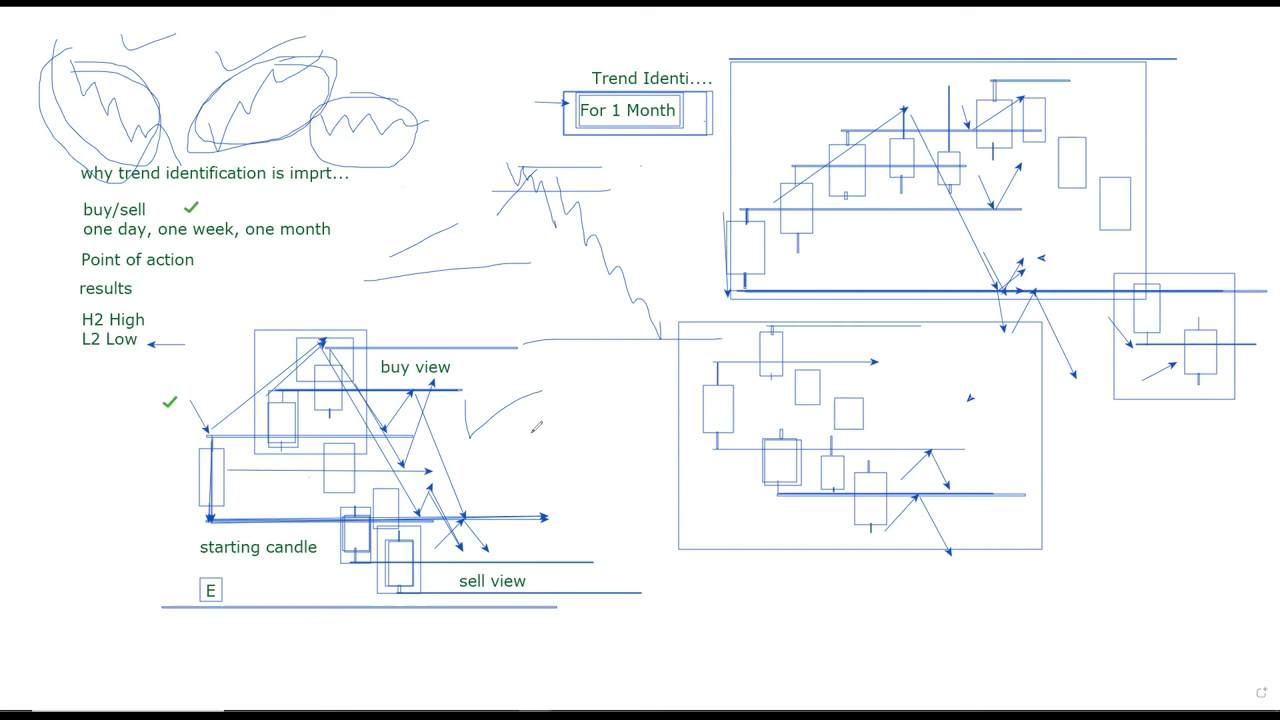 Trend Identi....
For 1 Month
why trend identification is imprt...
buy/sell
one day, one week, one month
Point of action
results
H2 High
L2 Low
buy view
starting candle
sell view
E